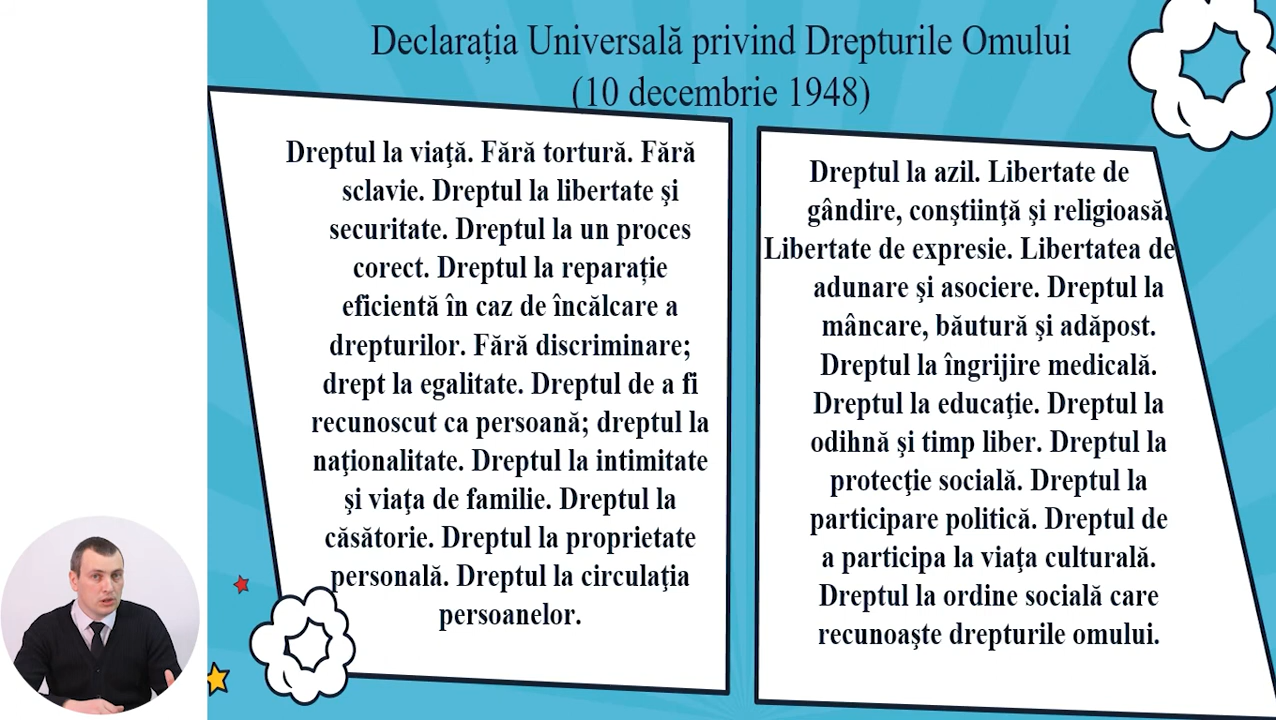 Declarația Universală privind Drepturile Omului
(10 decembrie 1948)
Dreptul la viaţă. Fără tortură. Fără
sclavie. Dreptul la libertate şi
securitate. Dreptul la un proces
corect. Dreptul la reparație
eficientă în caz de încălcare a
drepturilor. Fără discriminare;
drept la egalitate. Dreptul de a fi
recunoscut ca persoană; dreptul la
naţionalitate. Dreptul la intimitate
şi viaţa de familie. Dreptul la
căsătorie. Dreptul la proprietate
personală. Dreptul la circulaţia
persoanelor.
Dreptul la azil. Libertate de
gândire, conştiinţă şi religioasă.
Libertate de expresie. Libertatea de
adunare şi asociere. Dreptul la
mâncare, băutură şi adăpost.
Dreptul la îngrijire medicală.
Dreptul la educaţie. Dreptul la
odihnă şi timp liber. Dreptul la
protecţie socială. Dreptul la
participare politică. Dreptul de
a participa la viaţa culturală.
Dreptul la ordine socială care
recunoaşte drepturile omului.